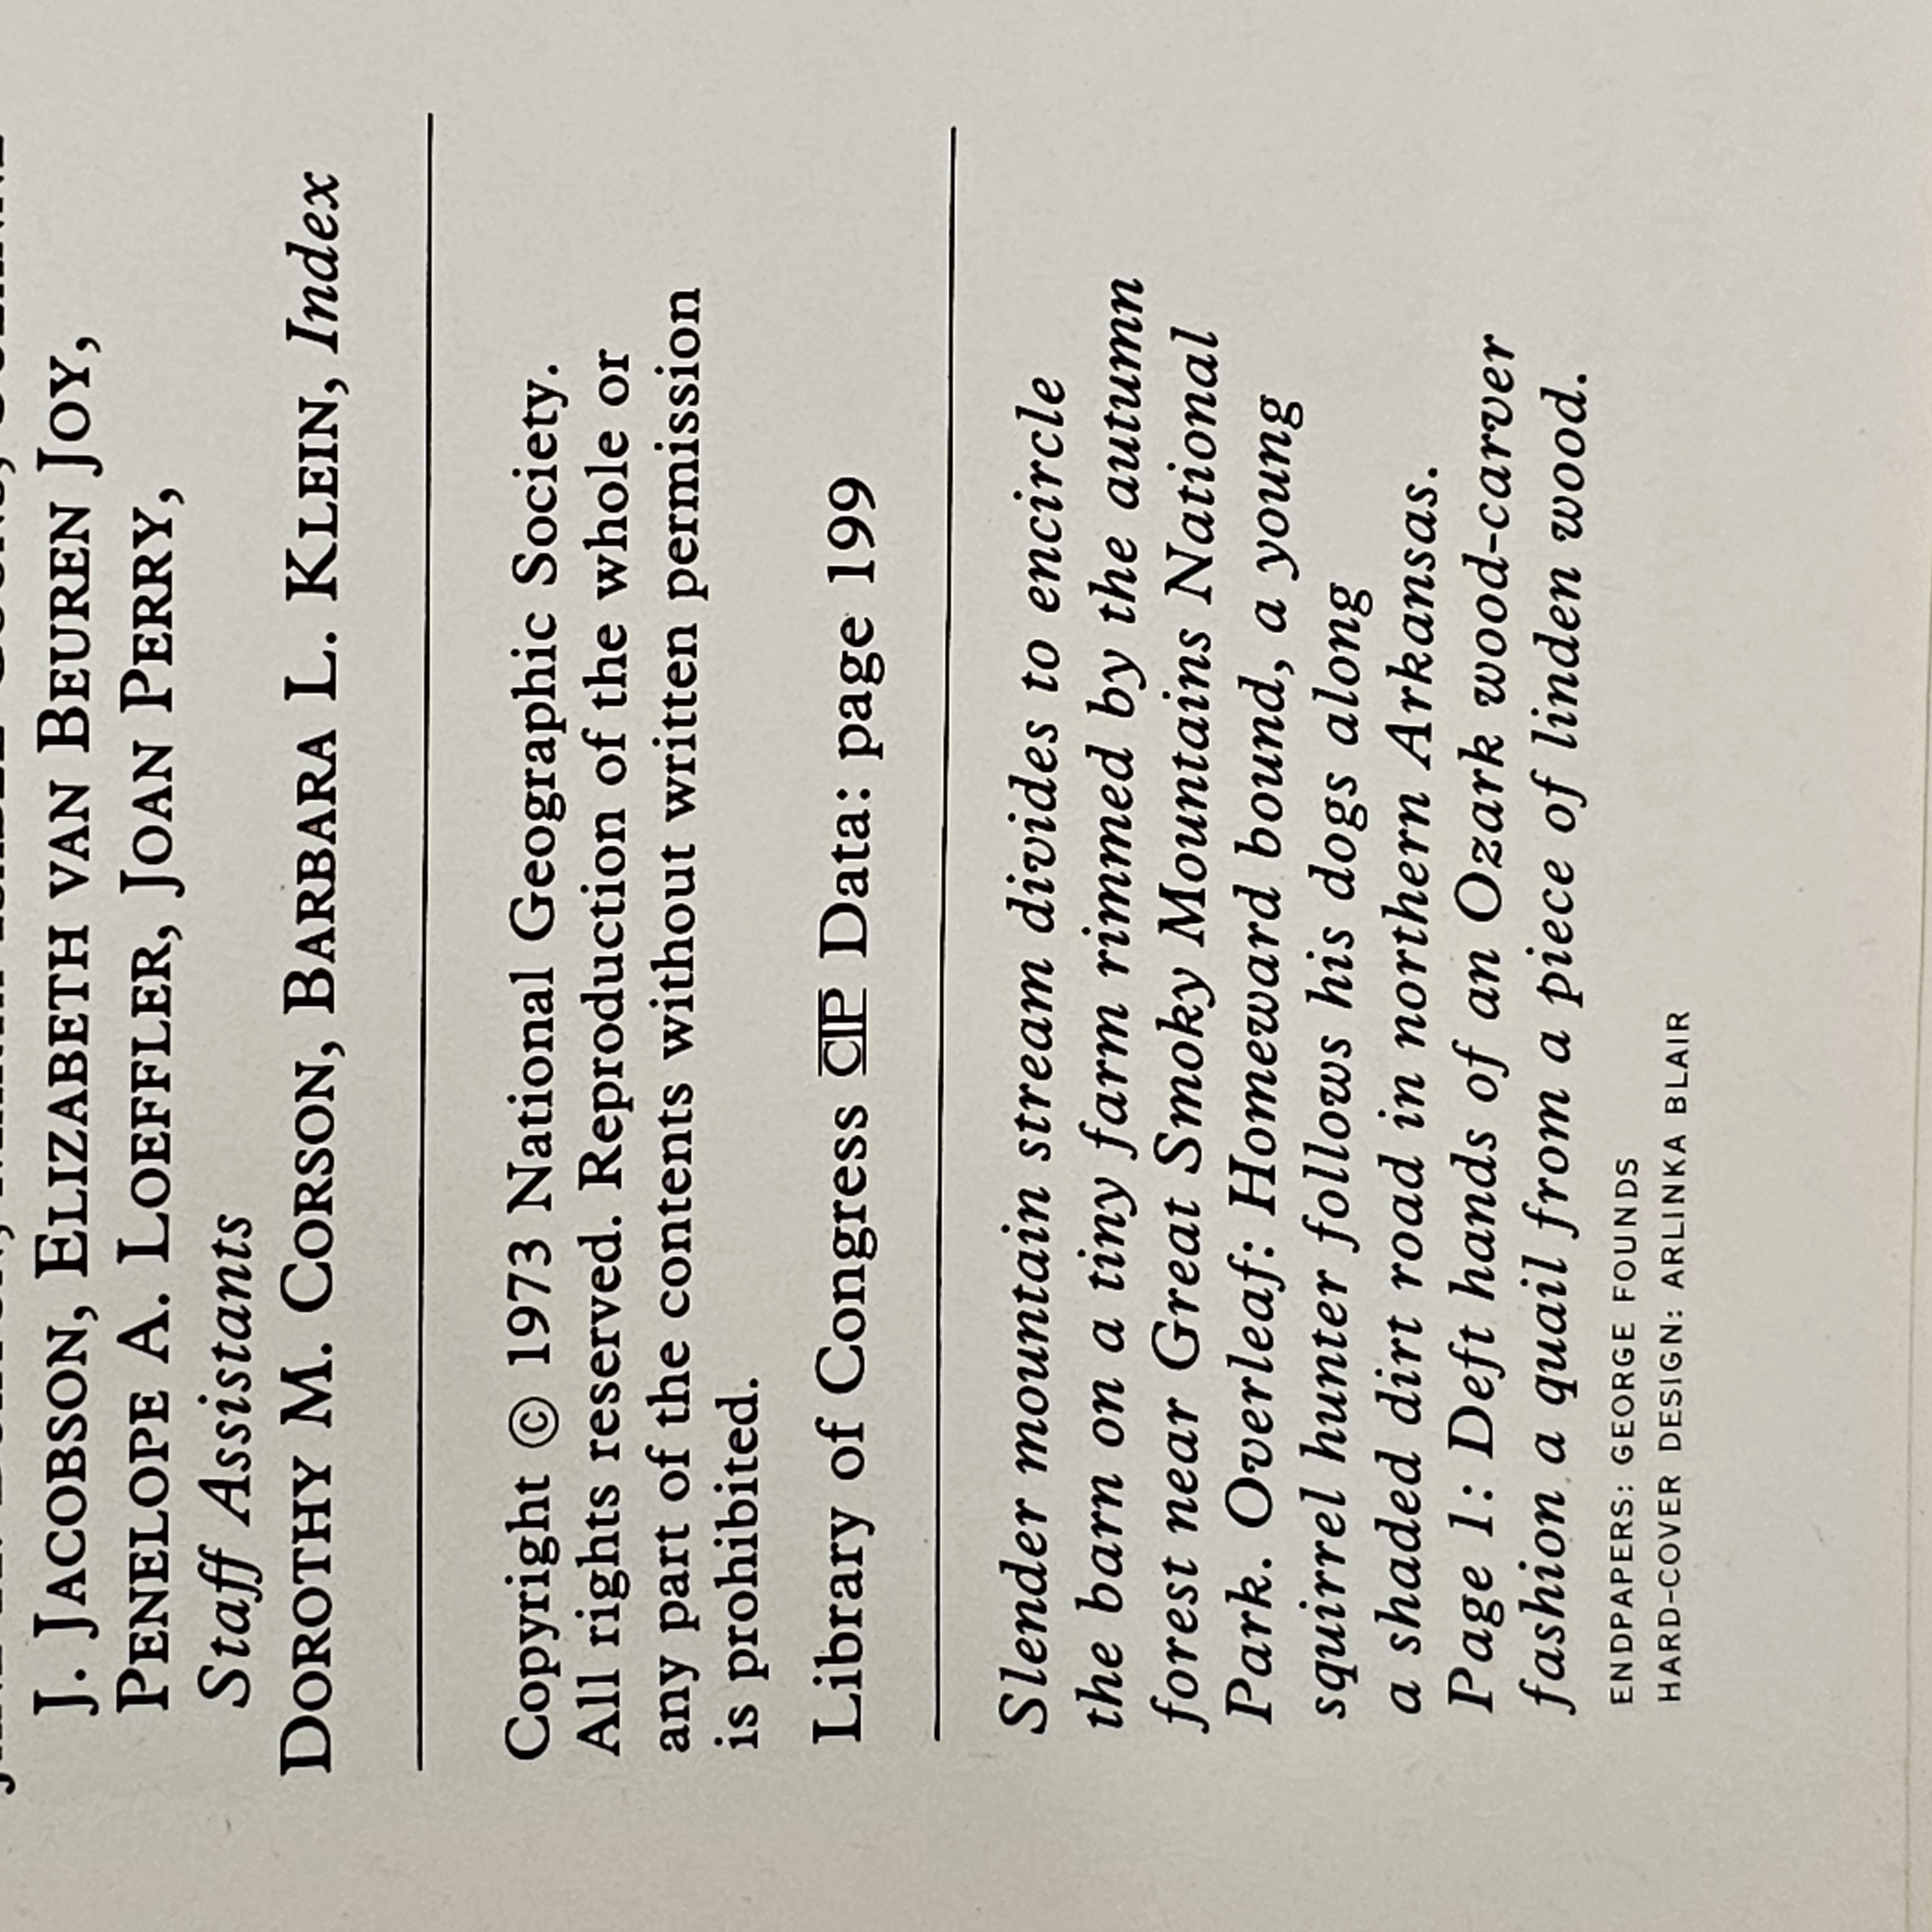 J. JACOBSON, ELIZABETH VAN BEUREN JOY,
PENELOPE A. LOEFFLER, JOAN PERRY,
Staff Assistants
DOROTHY M. CORSON, BARBARA L. KLEIN, Index
Copyright © 1973 National Geographic Society.
All rights reserved. Reproduction of the whole or
any part of the contents without written permission
is prohibited.
Library of Congress CIP Data: page 199
Slender mountain stream divides to encircle
the barn on a tiny farm rimmed by the autumn
forest near Great Smoky Mountains National
Park. Overleaf: Homeward bound, a young
squirrel hunter follows his dogs along
a shaded dirt road in northern Arkansas.
Page 1: Deft hands of an Ozark wood-carver
fashion a quail from a piece of linden wood.
ENDPAPERS: GEORGE FOUNDS
HARD-COVER DESIGN: ARLINKA BLAIR